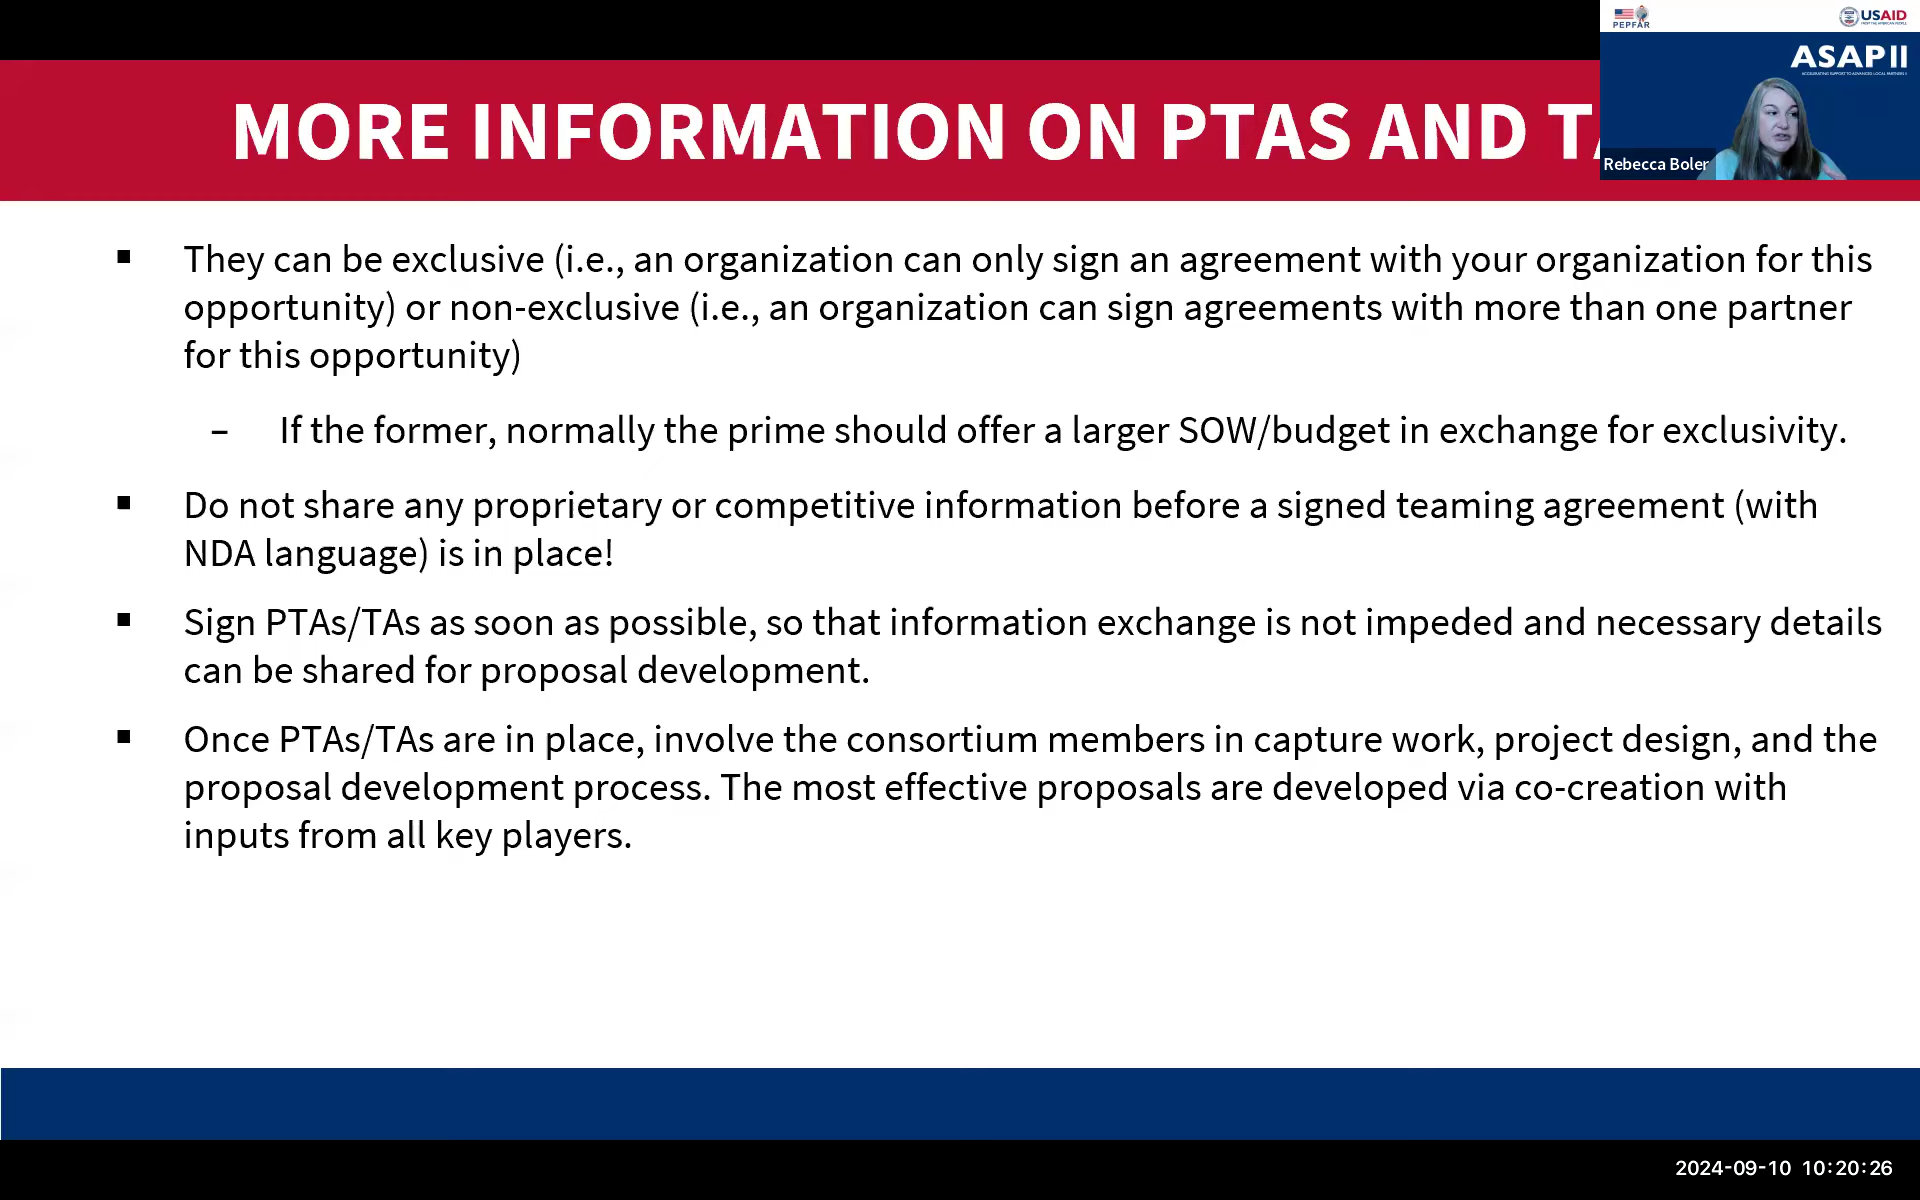 PEPFAR
USAID
ASAP II
ACCELERATING SUPPORT TO ADVANCED LOCAL PARTNERS II
MORE INFORMATION ON PTAS AND
Rebecca Boler
▪ They can be exclusive (i.e., an organization can only sign an agreement with your organization for this
opportunity) or non-exclusive (i.e., an organization can sign agreements with more than one partner
for this opportunity)
– If the former, normally the prime should offer a larger SOW/budget in exchange for exclusivity.
▪ Do not share any proprietary or competitive information before a signed teaming agreement (with
NDA language) is in place!
▪ Sign PTAs/TAs as soon as possible, so that information exchange is not impeded and necessary details
can be shared for proposal development.
▪ Once PTAs/TAs are in place, involve the consortium members in capture work, project design, and the
proposal development process. The most effective proposals are developed via co-creation with
inputs from all key players.
2024-09-10 10:20:26